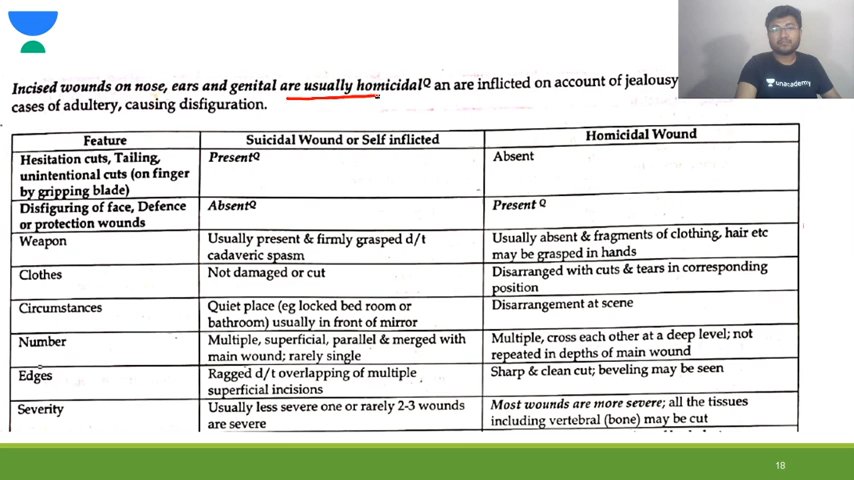 unacademy
Incised wounds on nose, ears and genital are usually homicidalQ an are inflicted on account of jealousy
cases of adultery, causing disfiguration.
Feature Suicidal Wound or Self inflicted Homicidal Wound
Hesitation cuts, Tailing, PresentQ Absent
unintentional cuts (on finger
by gripping blade)
Disfiguring of face, Defence AbsentQ Present Q
or protection wounds
Weapon Usually present & firmly grasped d/t Usually absent & fragments of clothing, hair etc
cadaveric spasm may be grasped in hands
Clothes Not damaged or cut Disarranged with cuts & tears in corresponding
position
Circumstances Quiet place (eg locked bed room or Disarrangement at scene
bathroom) usually in front of mirror
Number Multiple, superficial, parallel & merged with Multiple, cross each other at a deep level; not
main wound; rarely single repeated in depths of main wound
Edges Ragged d/t overlapping of multiple Sharp & clean cut; beveling may be seen
superficial incisions
Severity Usually less severe one or rarely 2-3 wounds Most wounds are more severe; all the tissues
are severe including vertebral (bone) may be cut
18